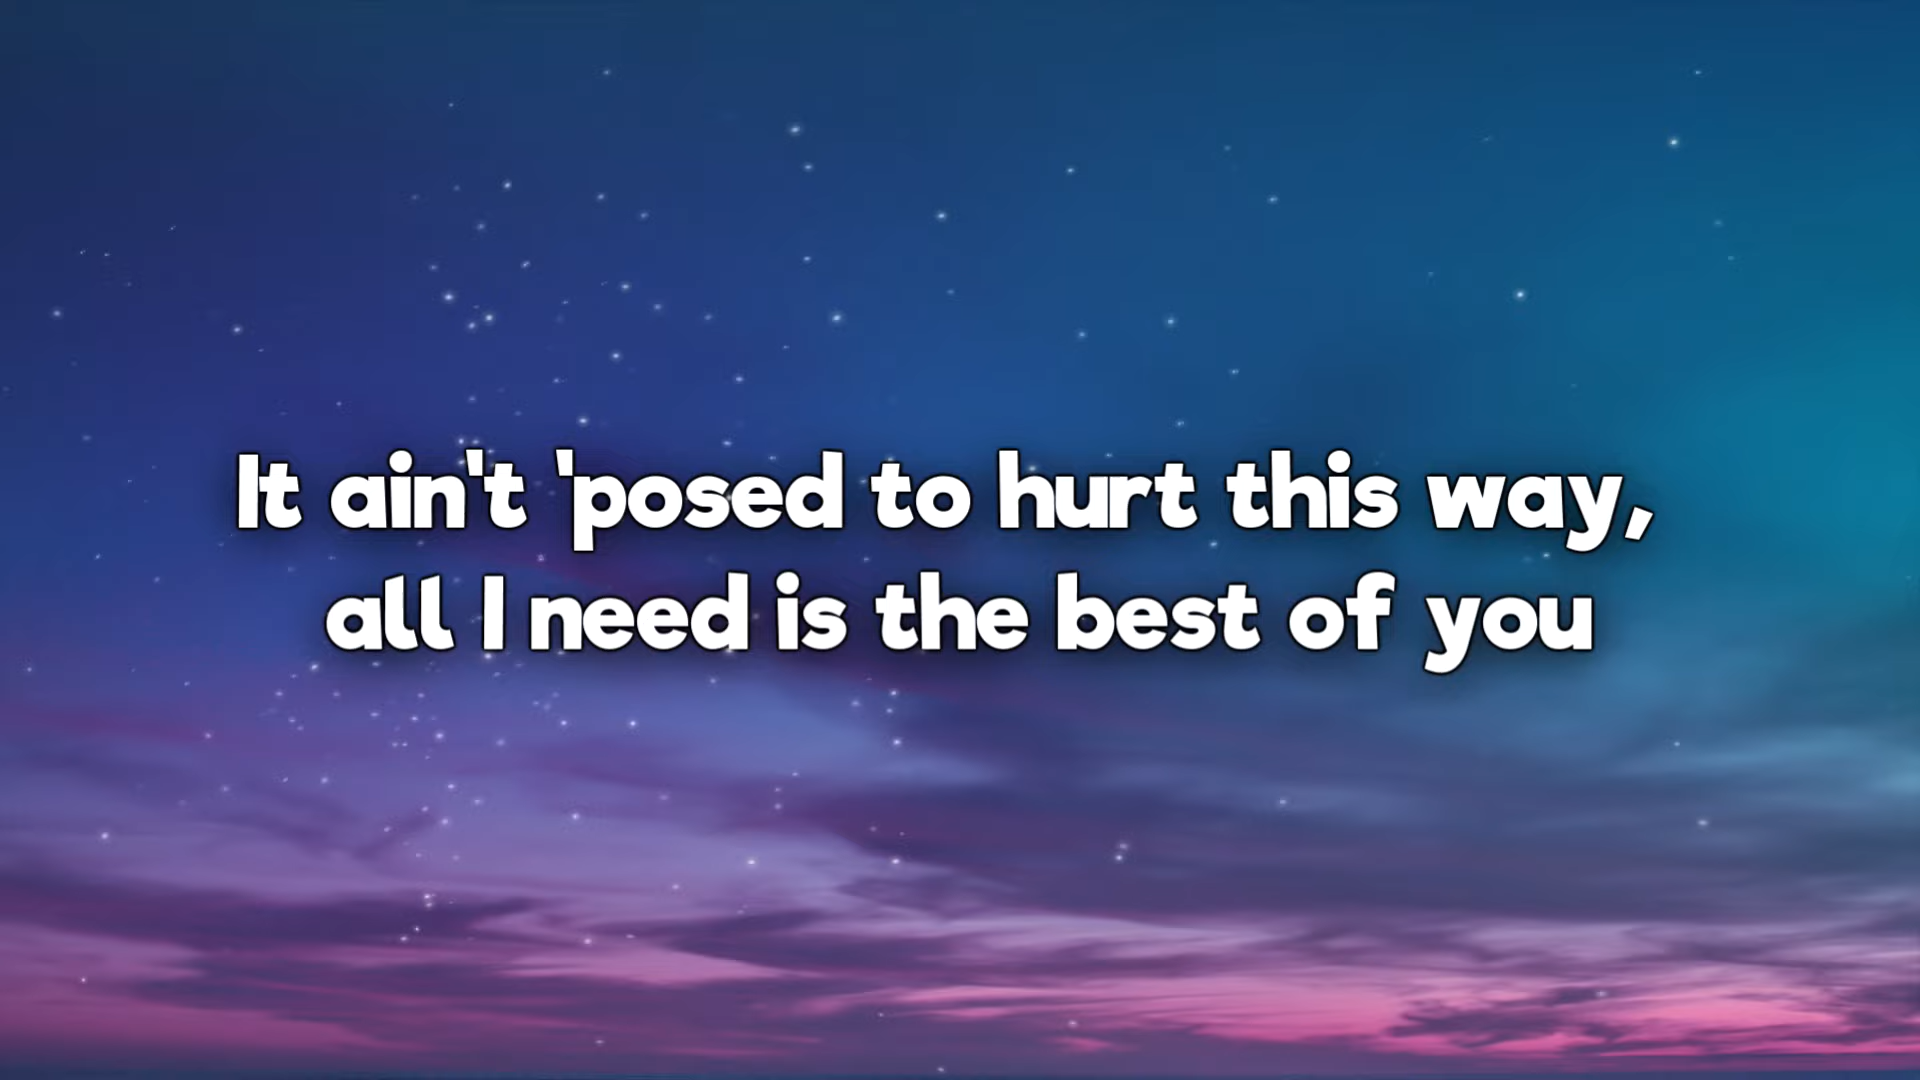 It ain't 'posed to hurt this way,
all I need is the best of you